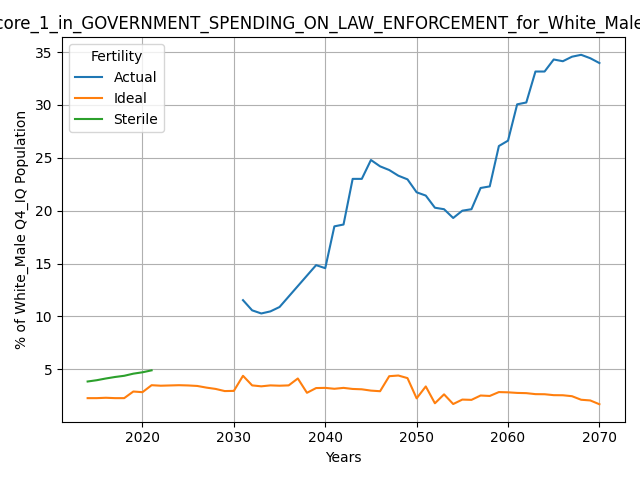 core_1_in_GOVERNMENT_SPENDING_ON_LAW_ENFORCEMENT_for_White_Male
Fertility
Actual
Ideal
Sterile
% of White_Male Q4_IQ Population
35
30
25
20
15
10
5
2020 2030 2040 2050 2060 2070
Years